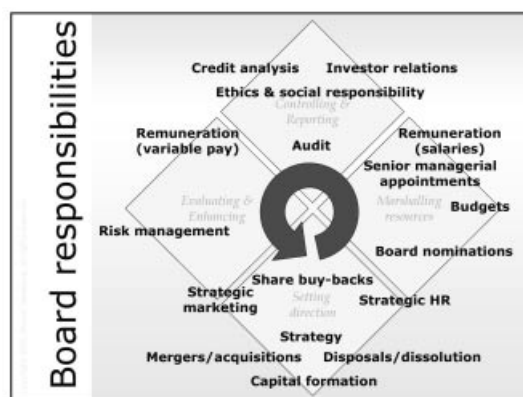 Board responsibilities
Credit analysis
Investor relations
Ethics & social responsibility
Controlling &
Reporting
Audit
Remuneration
(variable pay)
Remuneration
(salaries)
Senior managerial
appointments
Evaluating &
Enhancing
Marshalling
resources
Budgets
Risk management
Board nominations
Share buy-backs
Strategic
marketing
Setting
direction
Strategic HR
Strategy
Mergers/acquisitions
Disposals/dissolution
Capital formation